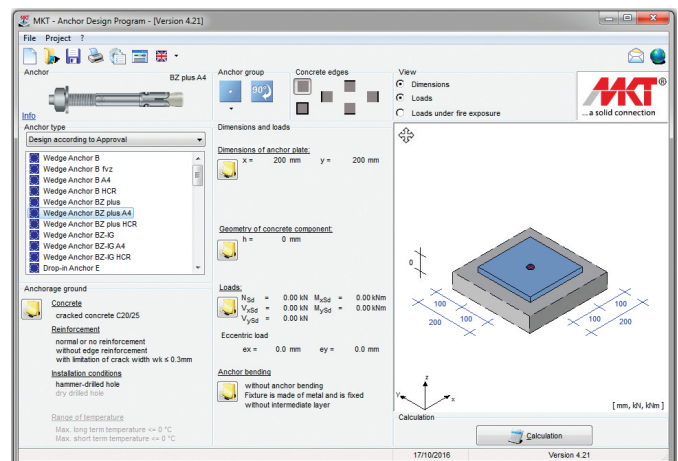 MKT - Anchor Design Program - [Version 4.21]
File Project ?
Anchor
BZ plus A4
Info
Anchor type
Design according to Approval
Wedge Anchor B
Wedge Anchor B fvz
Wedge Anchor B A4
Wedge Anchor B HCR
Wedge Anchor BZ plus
Wedge Anchor BZ plus A4
Wedge Anchor BZ plus HCR
Wedge Anchor BZ-IG
Wedge Anchor BZ-IG A4
Wedge Anchor BZ-IG HCR
Drop-in Anchor E
Anchorage ground
Concrete
cracked concrete C20/25
Reinforcement
normal or no reinforcement
without edge reinforcement
with limitation of crack width wk ≤ 0.3mm
Installation conditions
hammer-drilled hole
dry drilled hole
Range of temperature
Max. long term temperature <= 0 °C
Max. short term temperature <= 0 °C
Anchor group
90°
Concrete edges
Dimensions and loads
Dimensions of anchor plate:
x = 200 mm y = 200 mm
Geometry of concrete component:
h = 0 mm
Loads:
NSd = 0.00 kN MxSd = 0.00 kNm
VxSd = 0.00 kN MySd = 0.00 kNm
VySd = 0.00 kN
Eccentric load
ex = 0.0 mm ey = 0.0 mm
Anchor bending
without anchor bending
Fixture is made of metal and is fixed
without intermediate layer
View
Dimensions
Loads
Loads under fire exposure
MKT®
...a solid connection
0
100 100
200
100 100
200
z
y x
[ mm, kN, kNm ]
Calculation
Calculation
17/10/2016 Version 4.21